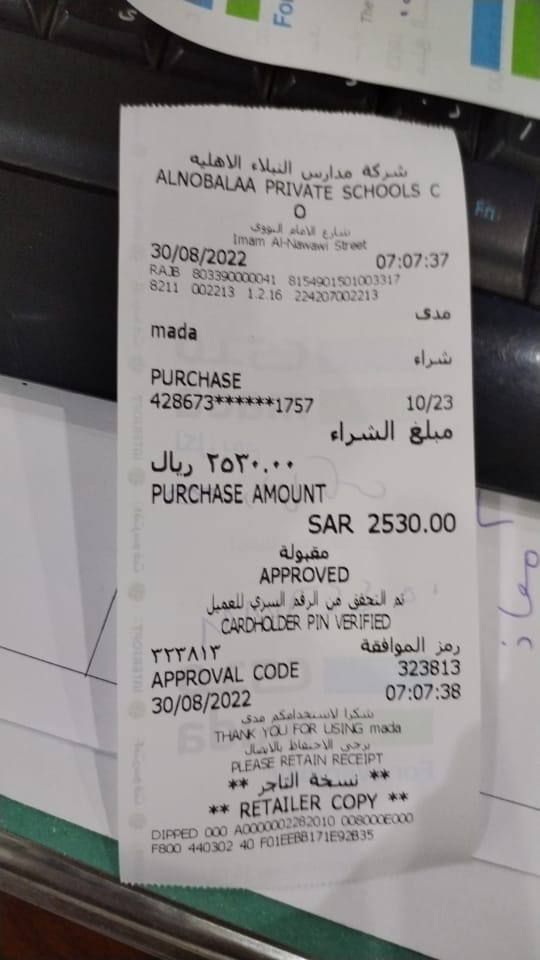 شركة مدارس النبلاء الاهليه
ALNOBALAA PRIVATE SCHOOLS C
O
شارع الامام النووي
Imam Al-Nawawi Street
30/08/2022 07:07:37
RAJB 803390000041 8154901501003317
8211 002213 1.2.16 224207002213
مدى
mada
شراء
PURCHASE
428673******1757 10/23
مبلغ الشراء
٢٥٣٠.٠٠ ريال
PURCHASE AMOUNT
SAR 2530.00
مقبولة
APPROVED
تم التحقق من الرقم السري للعميل
CARDHOLDER PIN VERIFIED
رمز الموافقة ٣٢٣٨١٣
APPROVAL CODE 323813
30/08/2022 07:07:38
شكرا لاستخدامكم مدى
THANK YOU FOR USING mada
يرجى الاحتفاظ بالايصال
PLEASE RETAIN RECEIPT
** نسخة التاجر **
** RETAILER COPY **
DIPPED 000 A0000002282010 008000E000
F800 440302 40 F01EEBB171E92B35
Fn